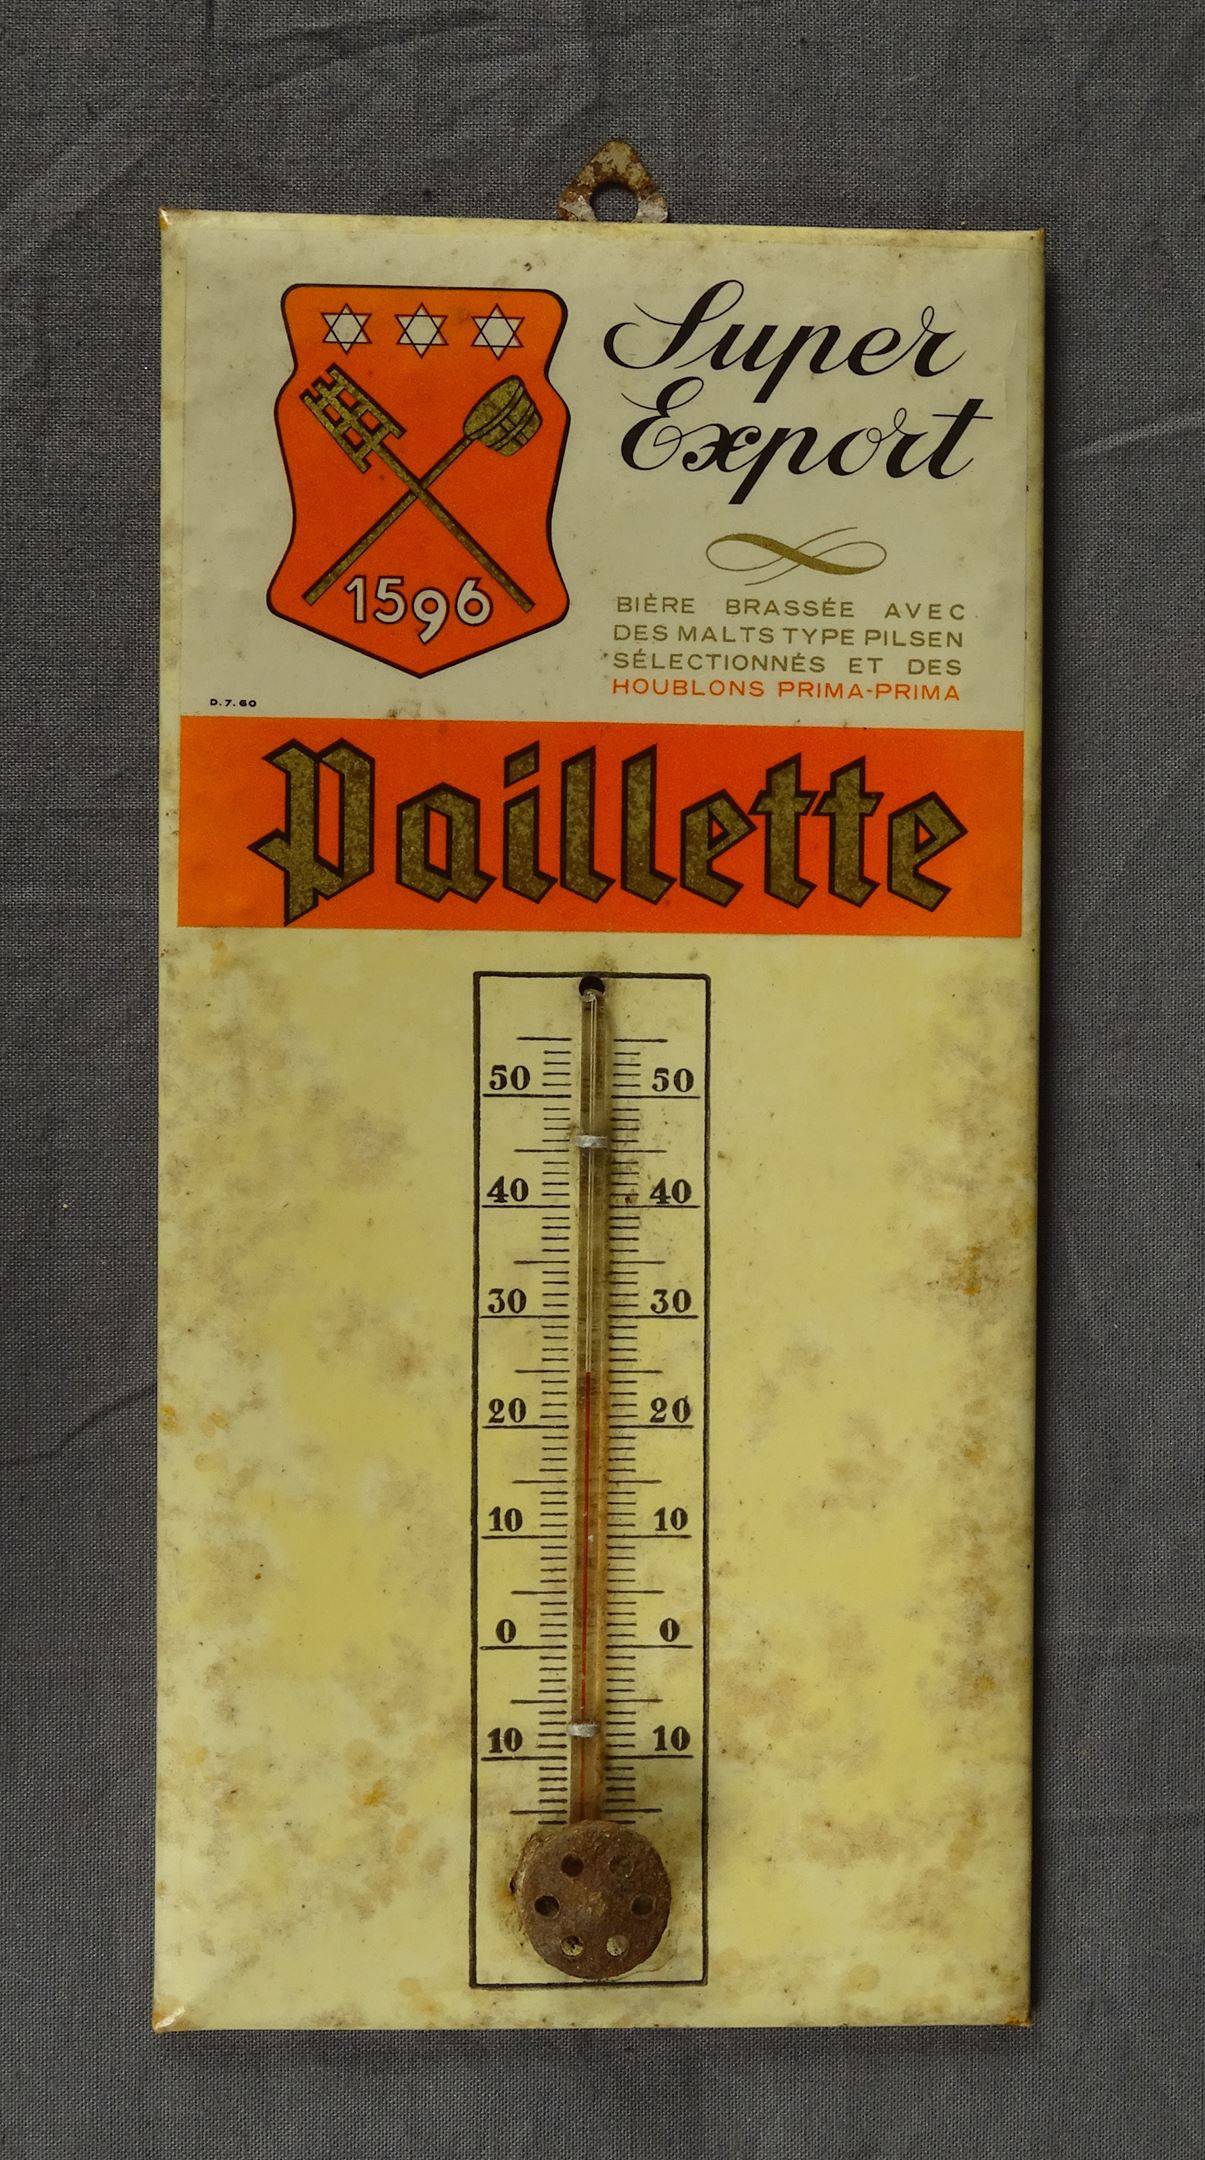 Super
Export
1596
BIÈRE BRASSÉE AVEC
DES MALTS TYPE PILSEN
SÉLECTIONNÉS ET DES
HOUBLONS PRIMA-PRIMA
D.7.60
Paillette
50 50
40 40
30 30
20 20
10 10
0 0
10 10